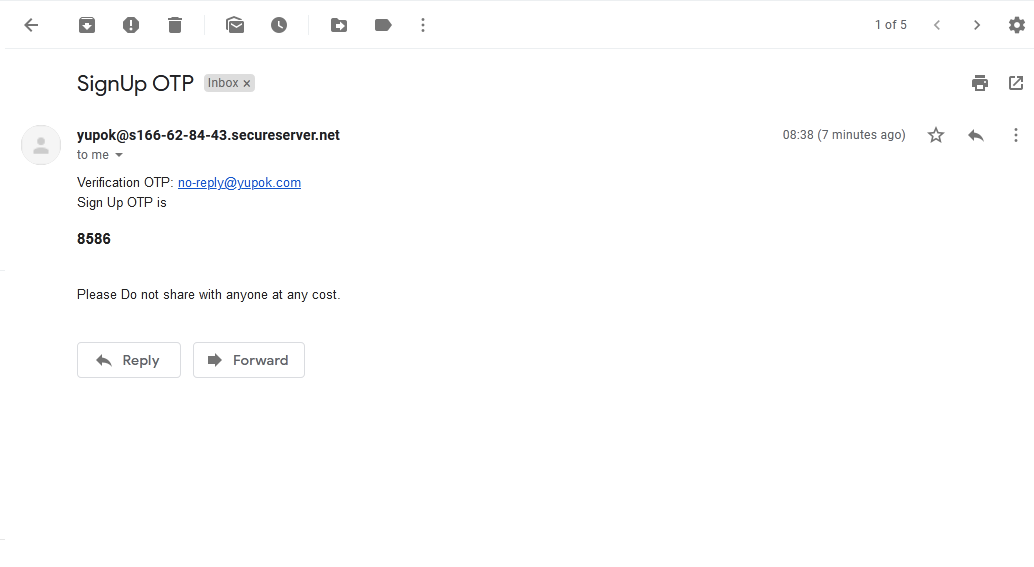 1 of 5
SignUp OTP Inbox ×
yupok@s166-62-84-43.secureserver.net 08:38 (7 minutes ago)
to me
Verification OTP: no-reply@yupok.com
Sign Up OTP is
8586
Please Do not share with anyone at any cost.
Reply Forward